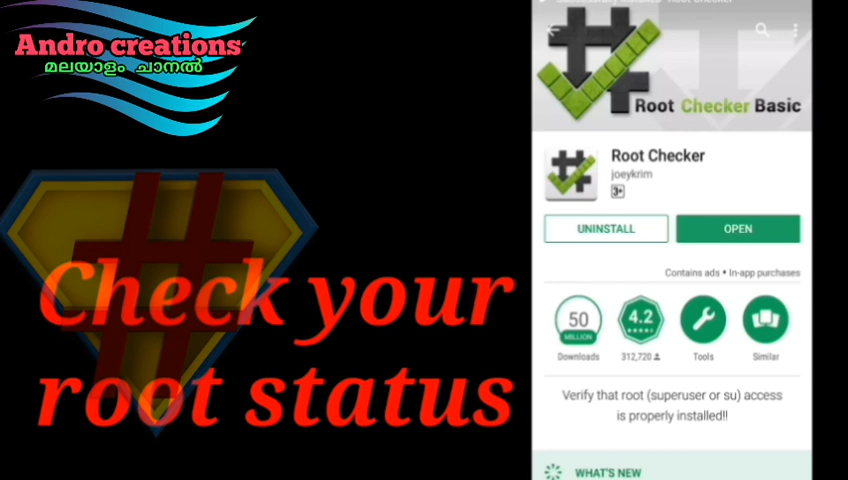 Andro creations
മലയാളം ചാനൽ
Check your
root status
Root Checker Basic
Root Checker
joeykrim
3+
UNINSTALL
OPEN
Contains ads • In-app purchases
50
MILLION
4.2
Downloads
312,720
Tools
Similar
Verify that root (superuser or su) access
is properly installed!!
WHAT'S NEW